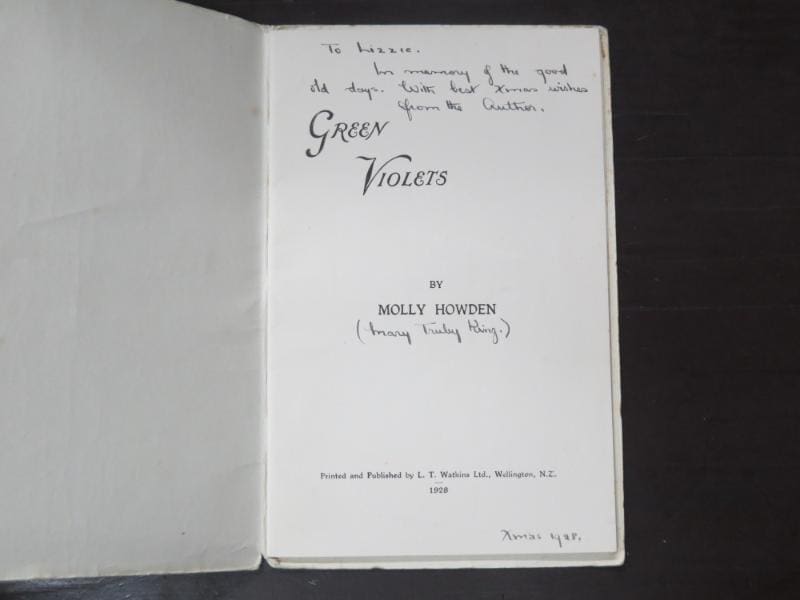 To Lizzie.
In memory of the good
old days. With best Xmas wishes
from the Author.
GREEN
VIOLETS
BY
MOLLY HOWDEN
(Mary Truby King.)
Printed and Published by L. T. Watkins Ltd., Wellington, N.Z.
1928
Xmas 1928.